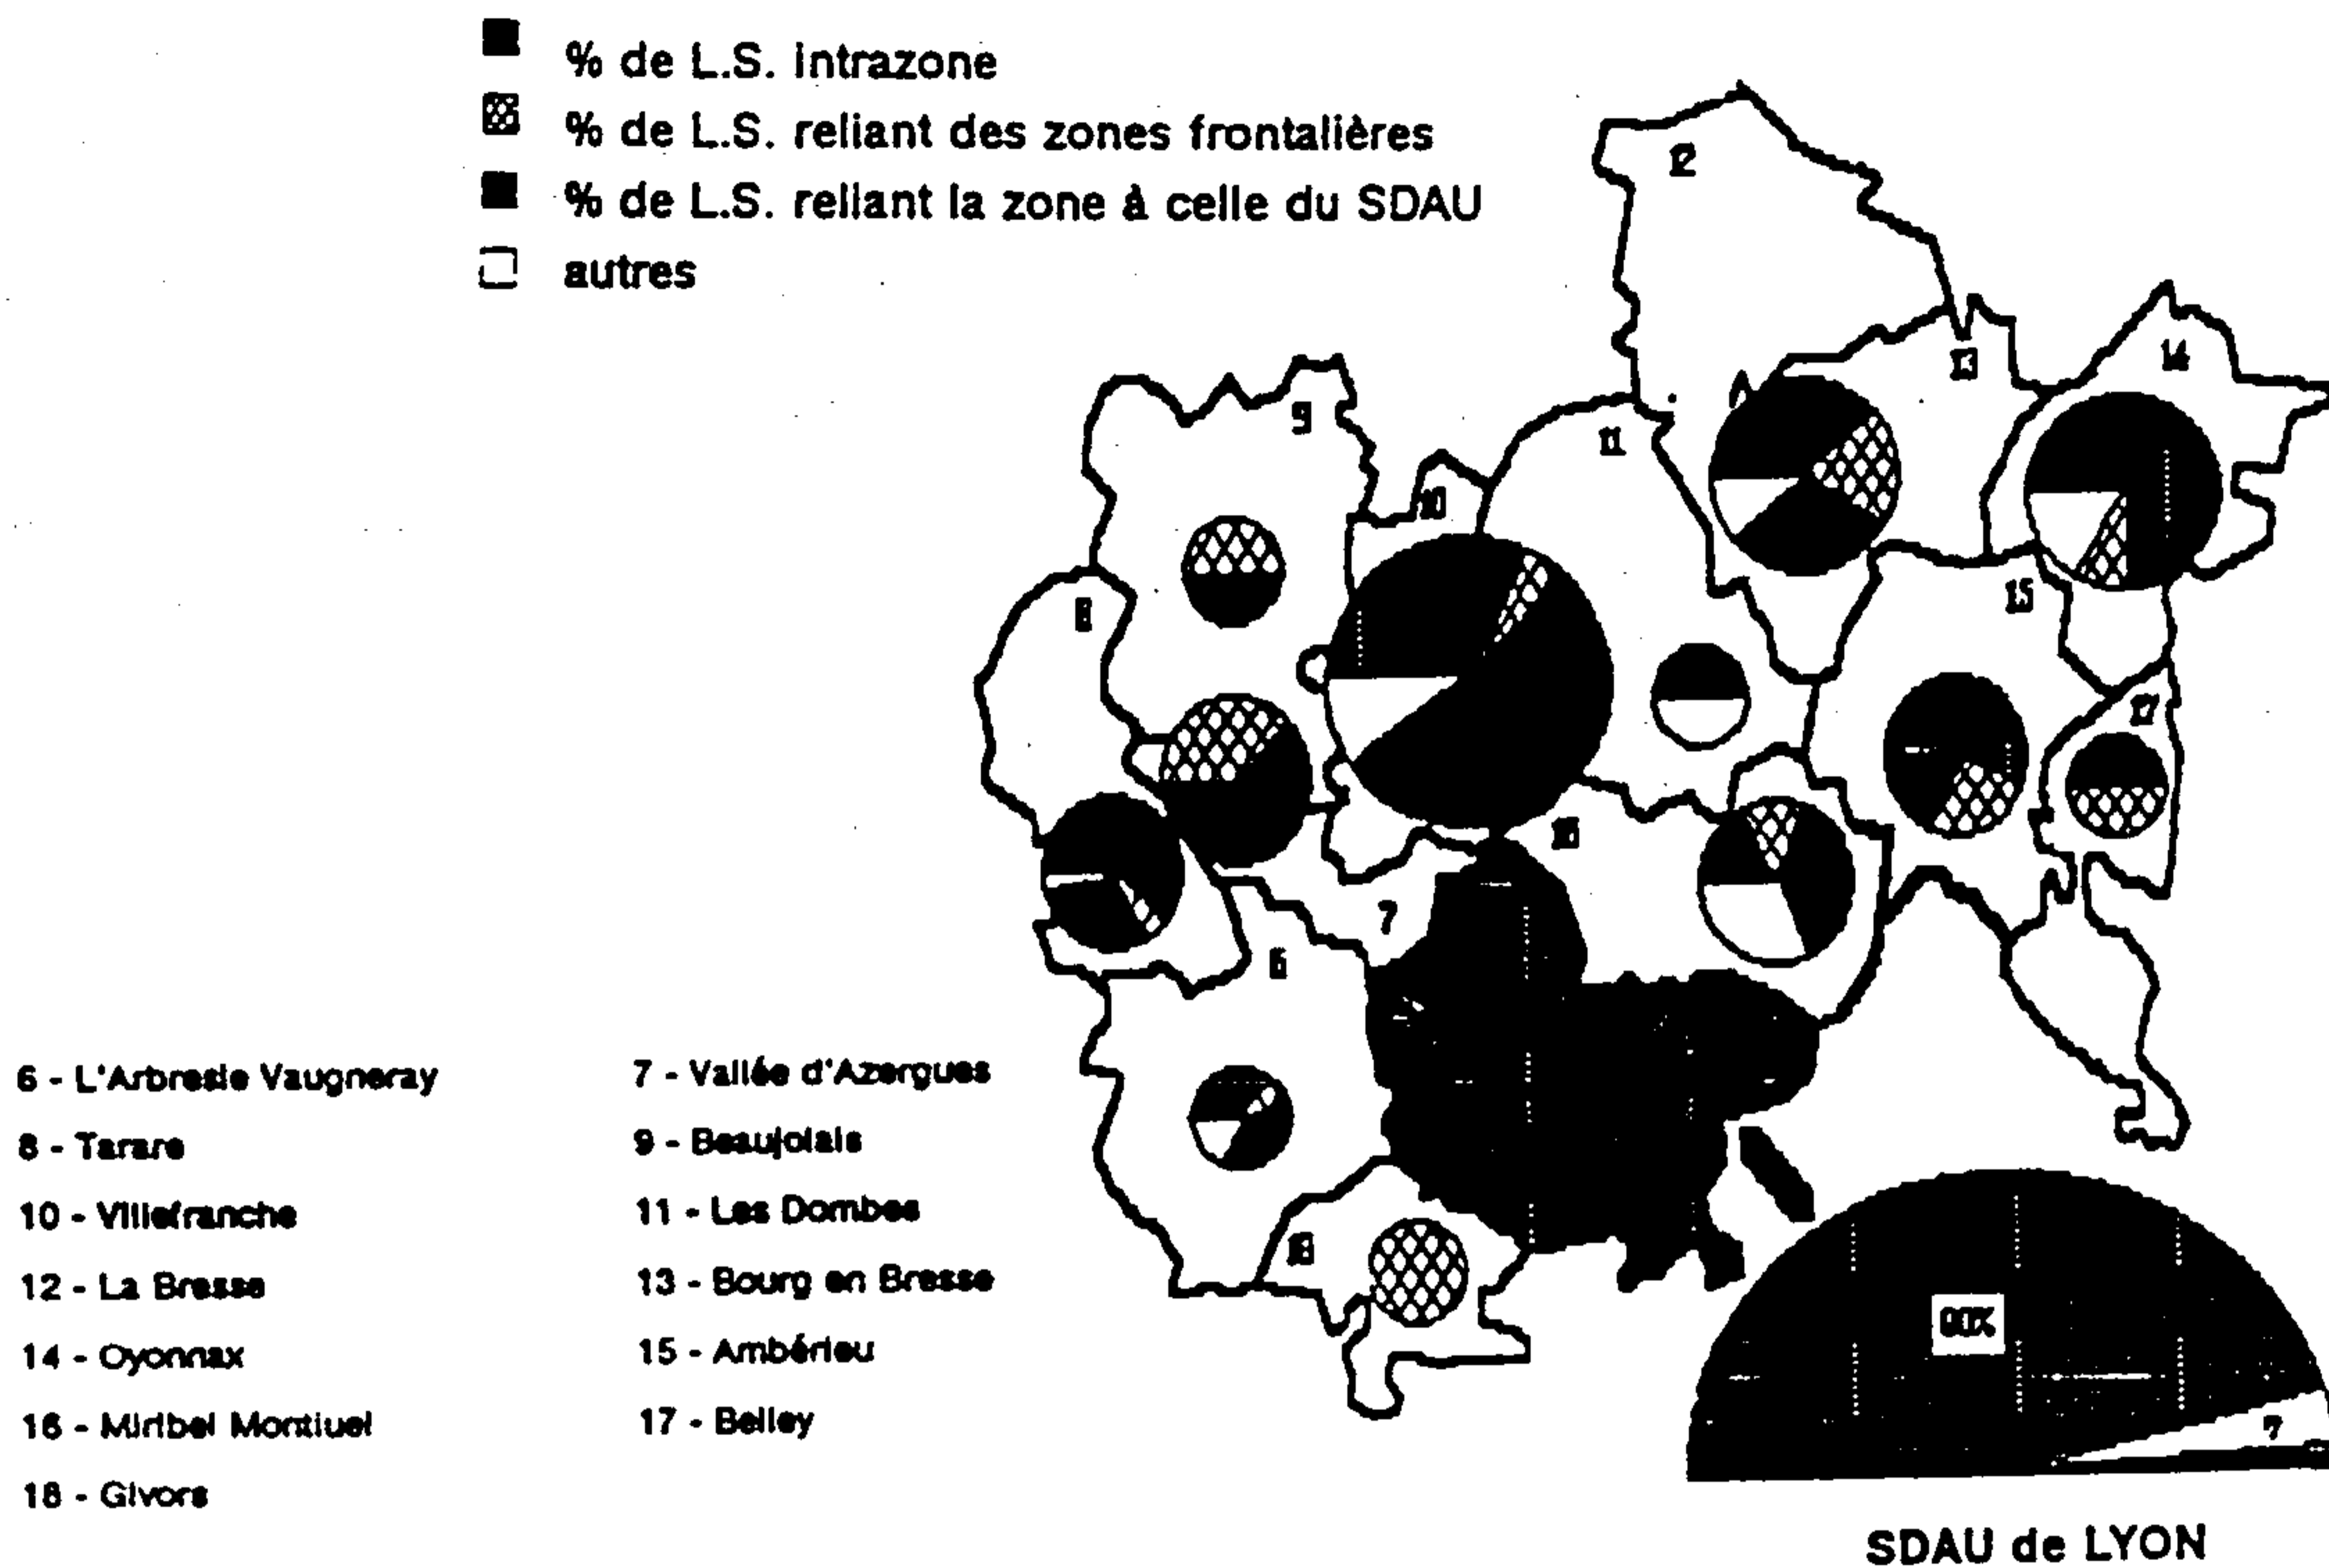 % de L.S. intrazone
% de L.S. reliant des zones frontalières
% de L.S. reliant la zone à celle du SDAU
autres
12
13
14
9
11
10
15
8
17
16
7
6
18
6 - L'Arbresle Vaugneray
7 - Vallée d'Azergues
8 - Tarare
9 - Beaujolais
10 - Villefranche
11 - Les Dombes
12 - La Bresse
13 - Bourg en Bresse
14 - Oyonnax
15 - Ambérieu
16 - Miribel Montluel
17 - Belley
18 - Givors
7
SDAU de LYON